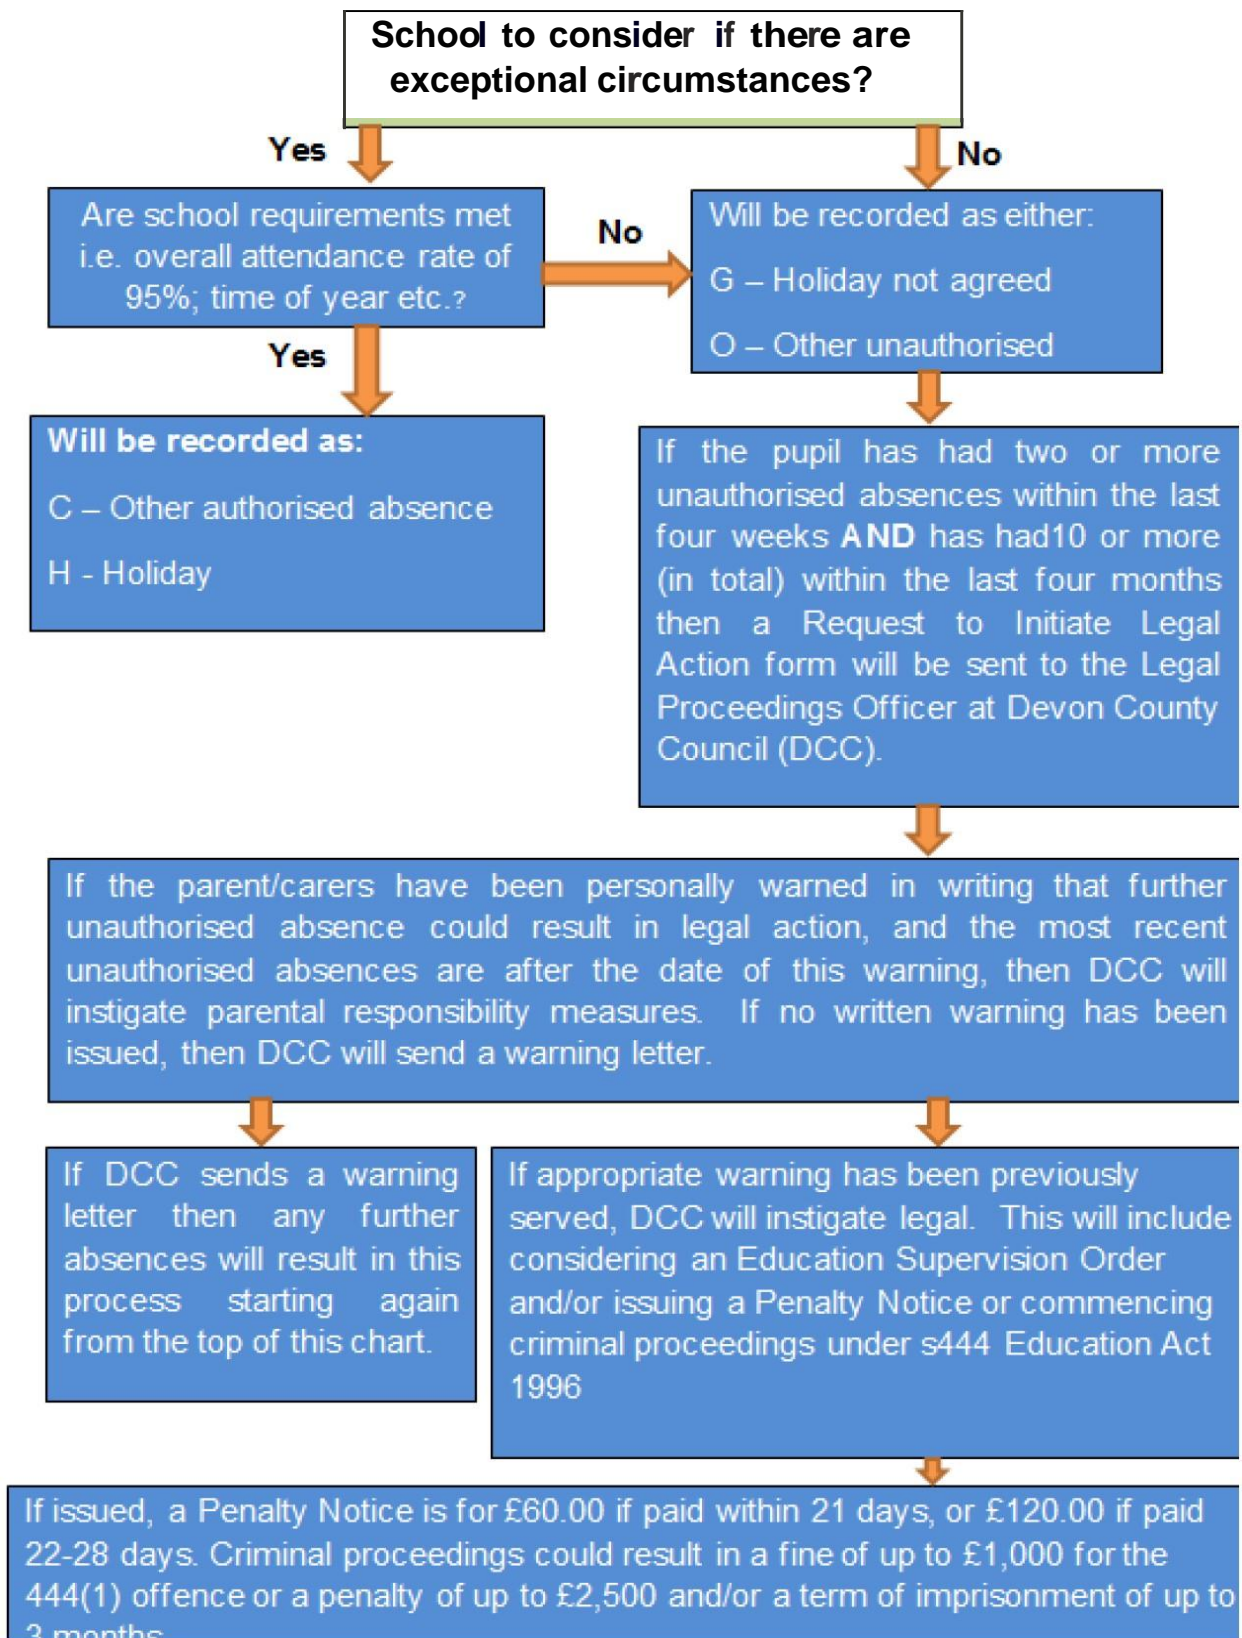 School to consider if there are
exceptional circumstances?
Yes
No
Are school requirements met
i.e. overall attendance rate of
95%; time of year etc.?
No
Will be recorded as either:
G – Holiday not agreed
O – Other unauthorised
Yes
Will be recorded as:
C – Other authorised absence
H - Holiday
If the pupil has had two or more
unauthorised absences within the last
four weeks AND has had10 or more
(in total) within the last four months
then a Request to Initiate Legal
Action form will be sent to the Legal
Proceedings Officer at Devon County
Council (DCC).
If the parent/carers have been personally warned in writing that further
unauthorised absence could result in legal action, and the most recent
unauthorised absences are after the date of this warning, then DCC will
instigate parental responsibility measures. If no written warning has been
issued, then DCC will send a warning letter.
If DCC sends a warning
letter then any further
absences will result in this
process starting again
from the top of this chart.
If appropriate warning has been previously
served, DCC will instigate legal. This will include
considering an Education Supervision Order
and/or issuing a Penalty Notice or commencing
criminal proceedings under s444 Education Act
1996
If issued, a Penalty Notice is for £60.00 if paid within 21 days, or £120.00 if paid
22-28 days. Criminal proceedings could result in a fine of up to £1,000 for the
444(1) offence or a penalty of up to £2,500 and/or a term of imprisonment of up to
3 months